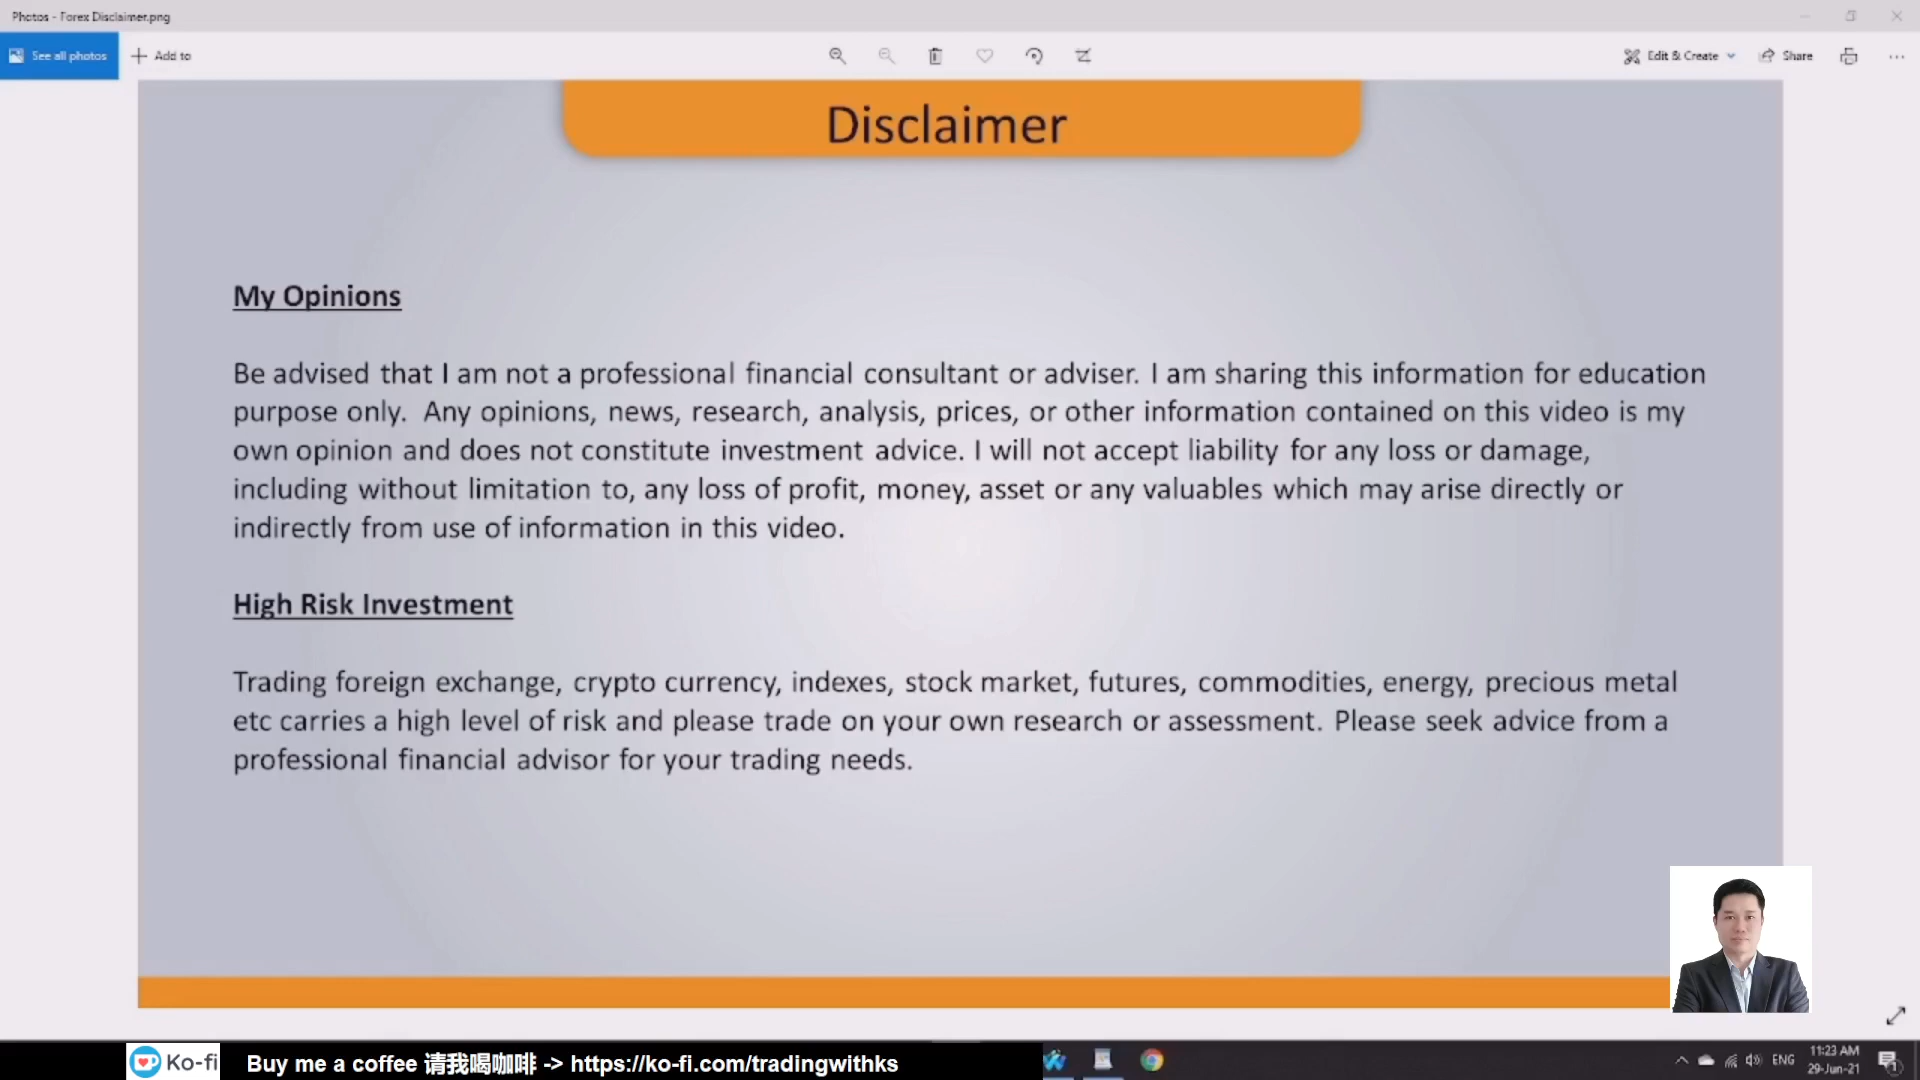 Photos - Forex Disclaimer.png
See all photos
Add to
Edit & Create
Share
Disclaimer
My Opinions
Be advised that I am not a professional financial consultant or adviser. I am sharing this information for education
purpose only.  Any opinions, news, research, analysis, prices, or other information contained on this video is my
own opinion and does not constitute investment advice. I will not accept liability for any loss or damage,
including without limitation to, any loss of profit, money, asset or any valuables which may arise directly or
indirectly from use of information in this video.
High Risk Investment
Trading foreign exchange, crypto currency, indexes, stock market, futures, commodities, energy, precious metal
etc carries a high level of risk and please trade on your own research or assessment. Please seek advice from a
professional financial advisor for your trading needs.
Ko-fi
Buy me a coffee 请我喝咖啡 -> https://ko-fi.com/tradingwithks
ENG
11:23 AM
29-Jun-21
1